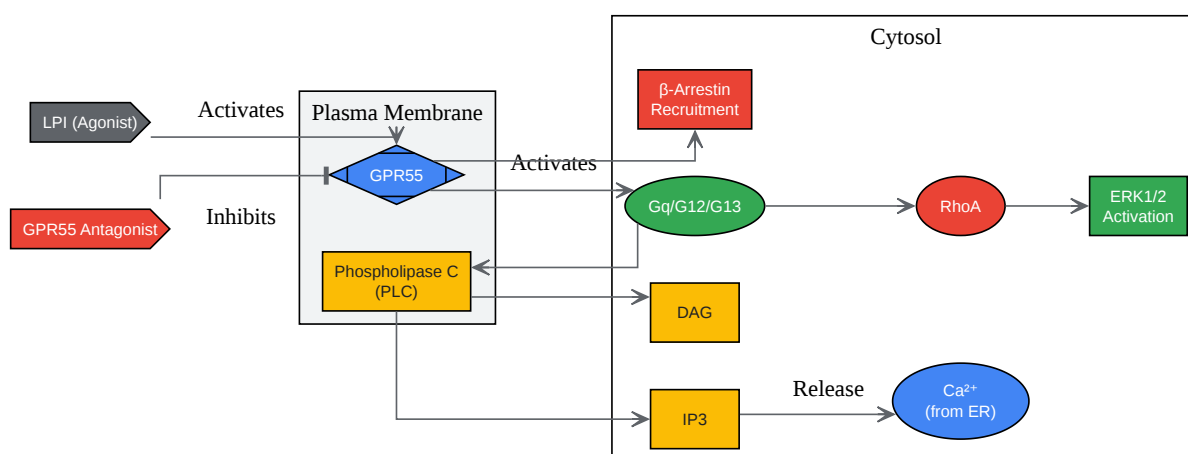 Cytosol
β-Arrestin
Recruitment
LPI (Agonist)
Activates
Plasma Membrane
GPR55
Activates
Inhibits
GPR55 Antagonist
Gq/G12/G13
RhoA
ERK1/2
Activation
Phospholipase C
(PLC)
DAG
IP3
Release
Ca²⁺
(from ER)